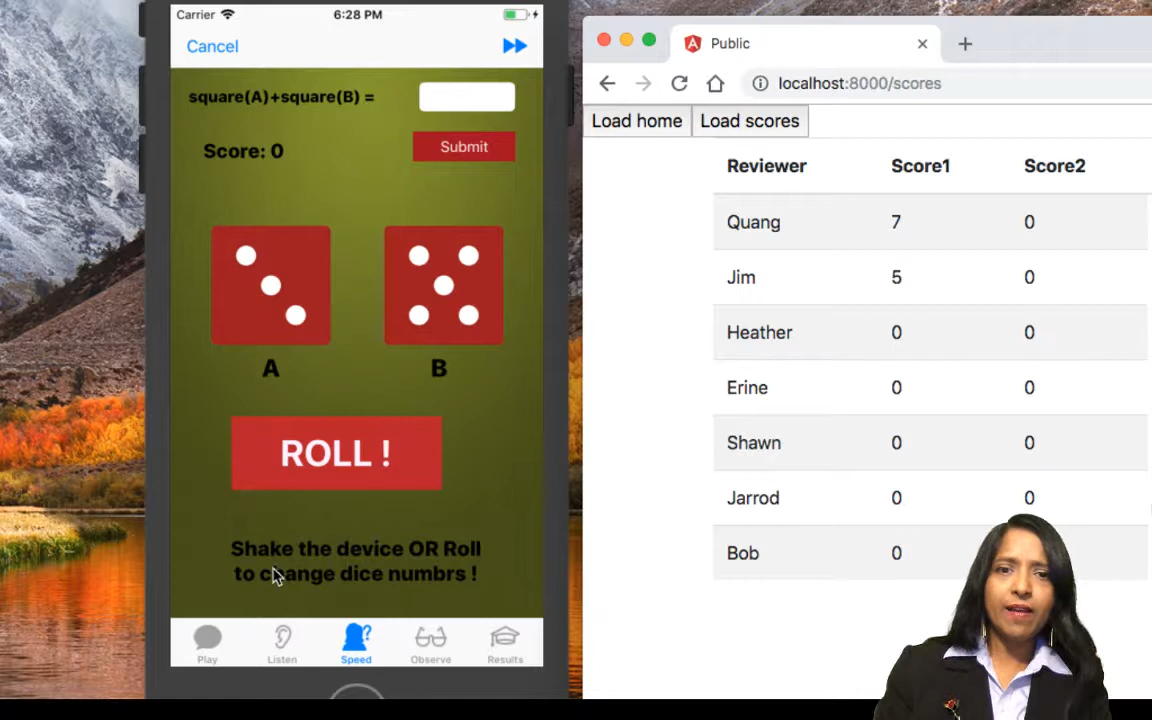 Carrier 6:28 PM
Cancel
square(A)+square(B) =
Score: 0
Submit
A B
ROLL !
Shake the device OR Roll
to change dice numbrs !
Play Listen Speed Observe Results
Public
localhost:8000/scores
Load home Load scores
Reviewer Score1 Score2
Quang 7 0
Jim 5 0
Heather 0 0
Erine 0 0
Shawn 0 0
Jarrod 0 0
Bob 0